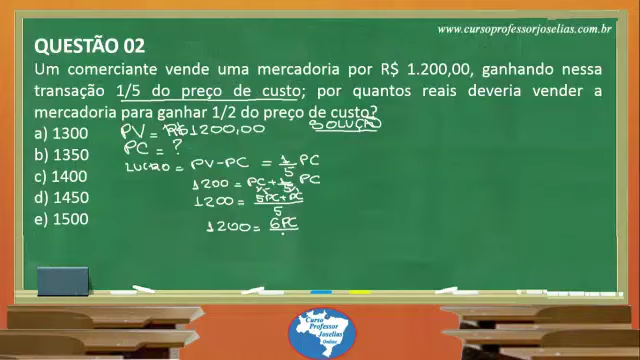 www.cursoprofessorjoselias.com.br
QUESTÃO 02
Um comerciante vende uma mercadoria por R$ 1.200,00, ganhando nessa
transação 1/5 do preço de custo; por quantos reais deveria vender a
mercadoria para ganhar 1/2 do preço de custo?
a) 1300
b) 1350
c) 1400
d) 1450
e) 1500
SOLUÇÃO
PV = R$ 1200,00
PC = ?
LUCRO = PV - PC = 1/5 PC
1200 = PC + 1/5 PC
1200 = 5PC + PC / 5
1200 = 6PC
Curso
Professor
Joselias
Online